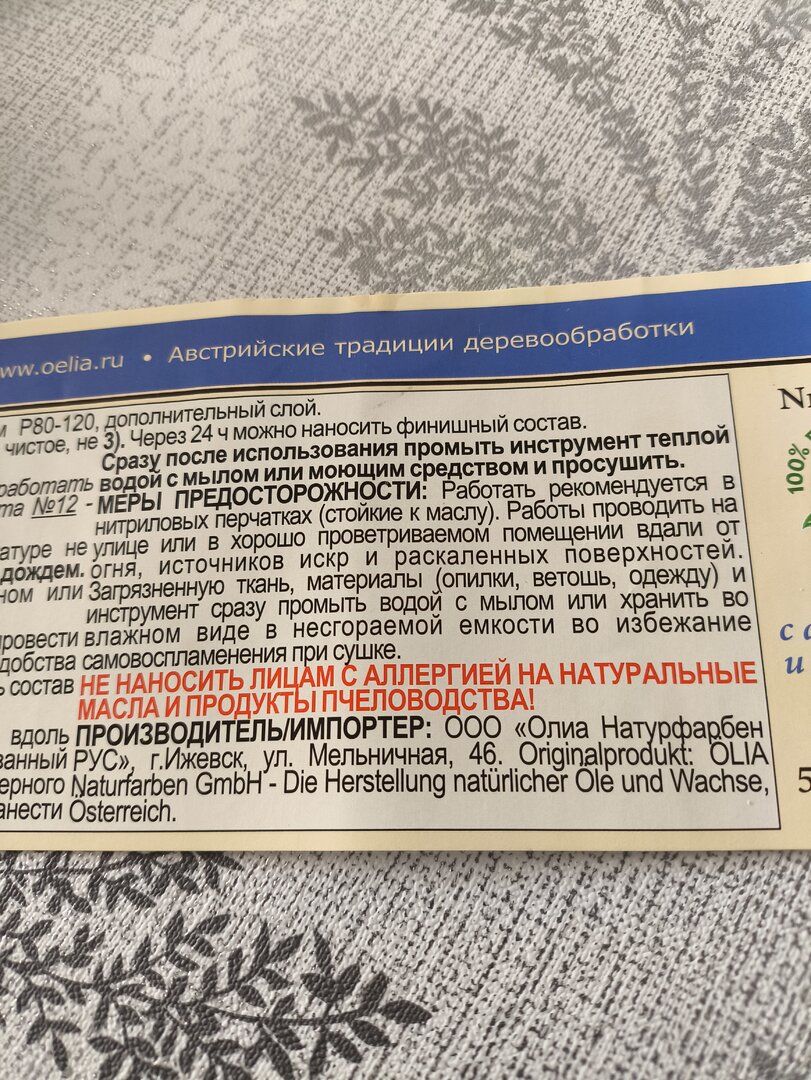 ww.oelia.ru • Австрийские традиции деревообработки
P80-120, дополнительный слой.
чистое, не 3). Через 24 ч можно наносить финишный состав.
Сразу после использования промыть инструмент теплой
работать водой с мылом или моющим средством и просушить.
та №12 - МЕРЫ ПРЕДОСТОРОЖНОСТИ: Работать рекомендуется в
нитриловых перчатках (стойкие к маслу). Работы проводить на
атуре не улице или в хорошо проветриваемом помещении вдали от
дождем. огня, источников искр и раскаленных поверхностей.
ном или Загрязненную ткань, материалы (опилки, ветошь, одежду) и
инструмент сразу промыть водой с мылом или хранить во
ровести влажном виде в несгораемой емкости во избежание
добства самовоспламенения при сушке.
ь состав НЕ НАНОСИТЬ ЛИЦАМ С АЛЛЕРГИЕЙ НА НАТУРАЛЬНЫЕ
МАСЛА И ПРОДУКТЫ ПЧЕЛОВОДСТВА!
вдоль ПРОИЗВОДИТЕЛЬ/ИМПОРТЕР: ООО «Олиа Натурфарбен
ванный РУС», г.Ижевск, ул. Мельничная, 46. Originalprodukt: ÖLIA
ерного Naturfarben GmbH - Die Herstellung natürlicher Öle und Wachse,
анести Österreich.
100%
с
и
5